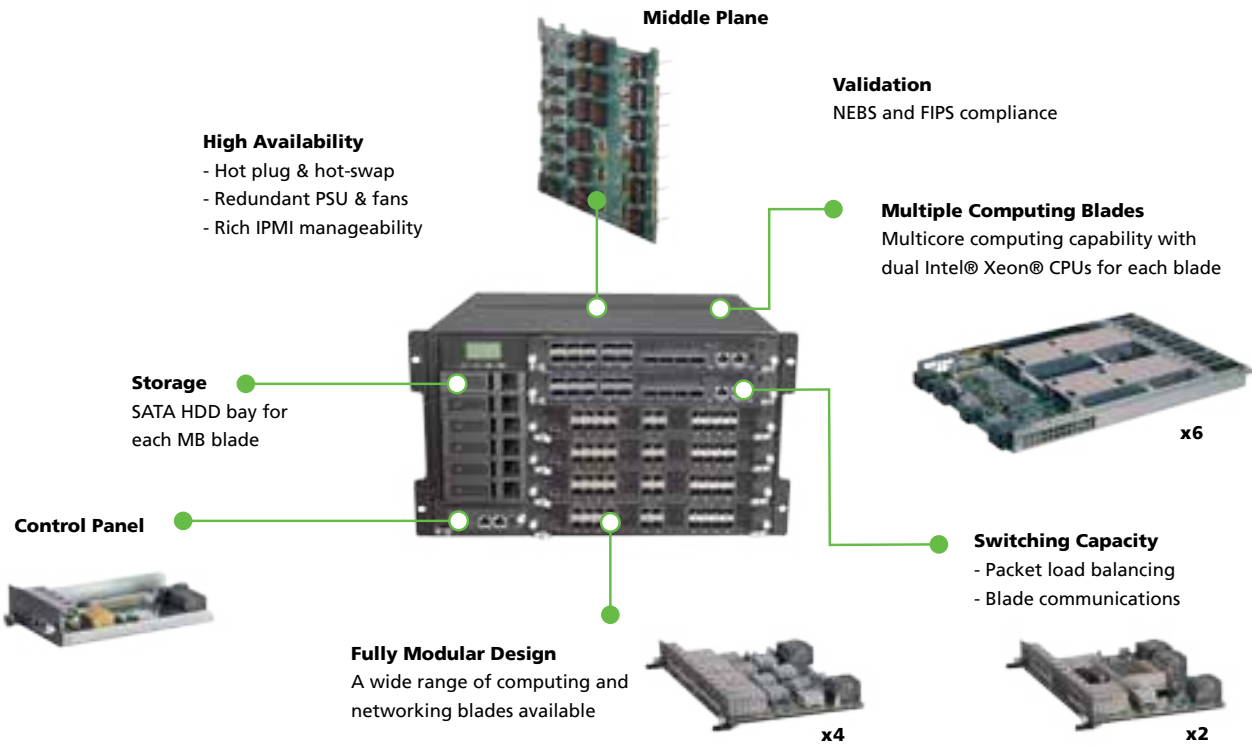 Middle Plane
Validation
NEBS and FIPS compliance
High Availability
- Hot plug & hot-swap
- Redundant PSU & fans
- Rich IPMI manageability
Multiple Computing Blades
Multicore computing capability with
dual Intel® Xeon® CPUs for each blade
x6
Storage
SATA HDD bay for
each MB blade
Control Panel
Switching Capacity
- Packet load balancing
- Blade communications
x2
Fully Modular Design
A wide range of computing and
networking blades available
x4